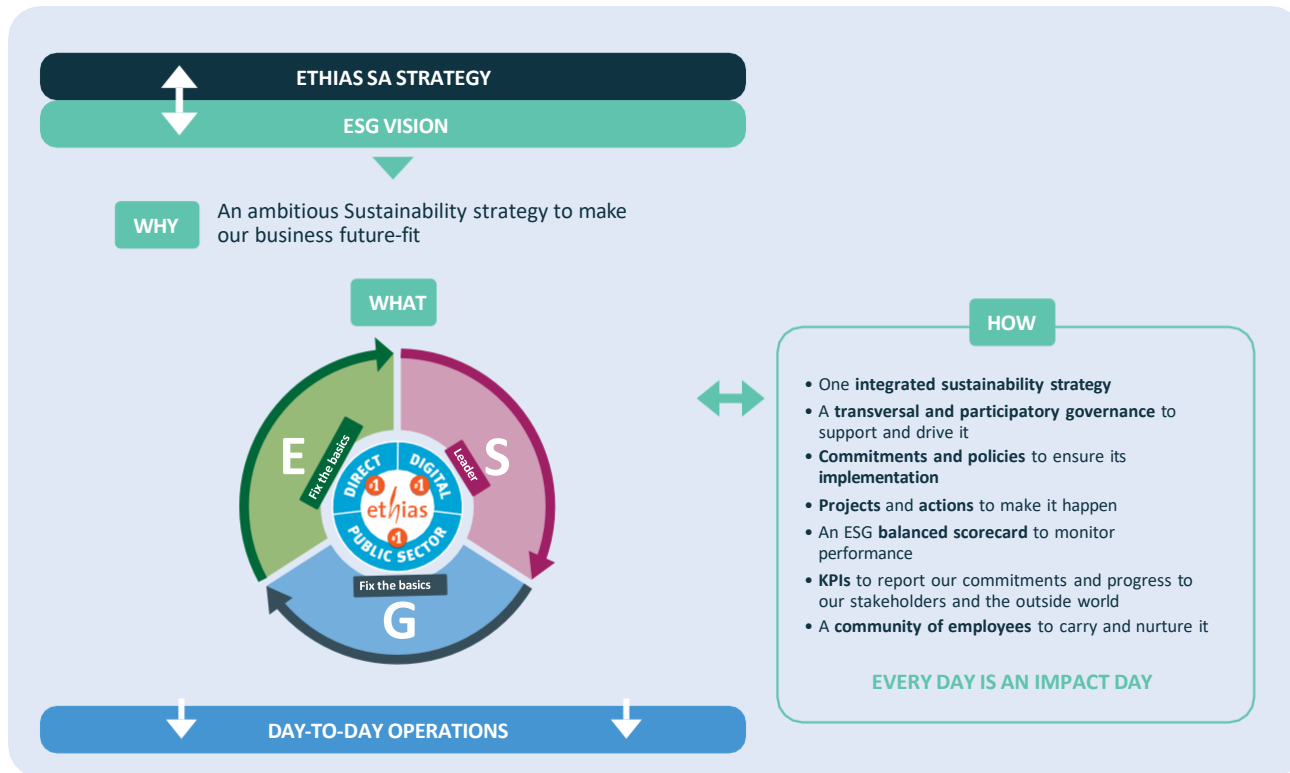 ETHIAS SA STRATEGY
ESG VISION
WHY
An ambitious Sustainability strategy to make
our business future-fit
WHAT
E
Fix the basics
S
Leader
DIRECT
DIGITAL
#1
#1
ethias
#1
PUBLIC SECTOR
Fix the basics
G
HOW
• One integrated sustainability strategy
• A transversal and participatory governance to
support and drive it
• Commitments and policies to ensure its
implementation
• Projects and actions to make it happen
• An ESG balanced scorecard to monitor
performance
• KPIs to report our commitments and progress to
our stakeholders and the outside world
• A community of employees to carry and nurture it
EVERY DAY IS AN IMPACT DAY
DAY-TO-DAY OPERATIONS